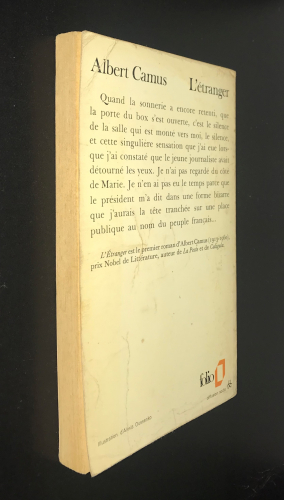 Albert Camus L'étranger
Quand la sonnerie a encore retenti, que
la porte du box s'est ouverte, c'est le silence
de la salle qui est monté vers moi, le silence,
et cette singulière sensation que j'ai eue lors-
que j'ai constaté que le jeune journaliste avait
détourné les yeux. Je n'ai pas regardé du côté
de Marie. Je n'en ai pas eu le temps parce que
le président m'a dit dans une forme bizarre
que j'aurais la tête tranchée sur une place
publique au nom du peuple français...
L'Étranger est le premier roman d'Albert Camus
prix Nobel de Littérature, auteur de La Peste et de Caligula.
folio
Illustration d'Alexis Oussenko